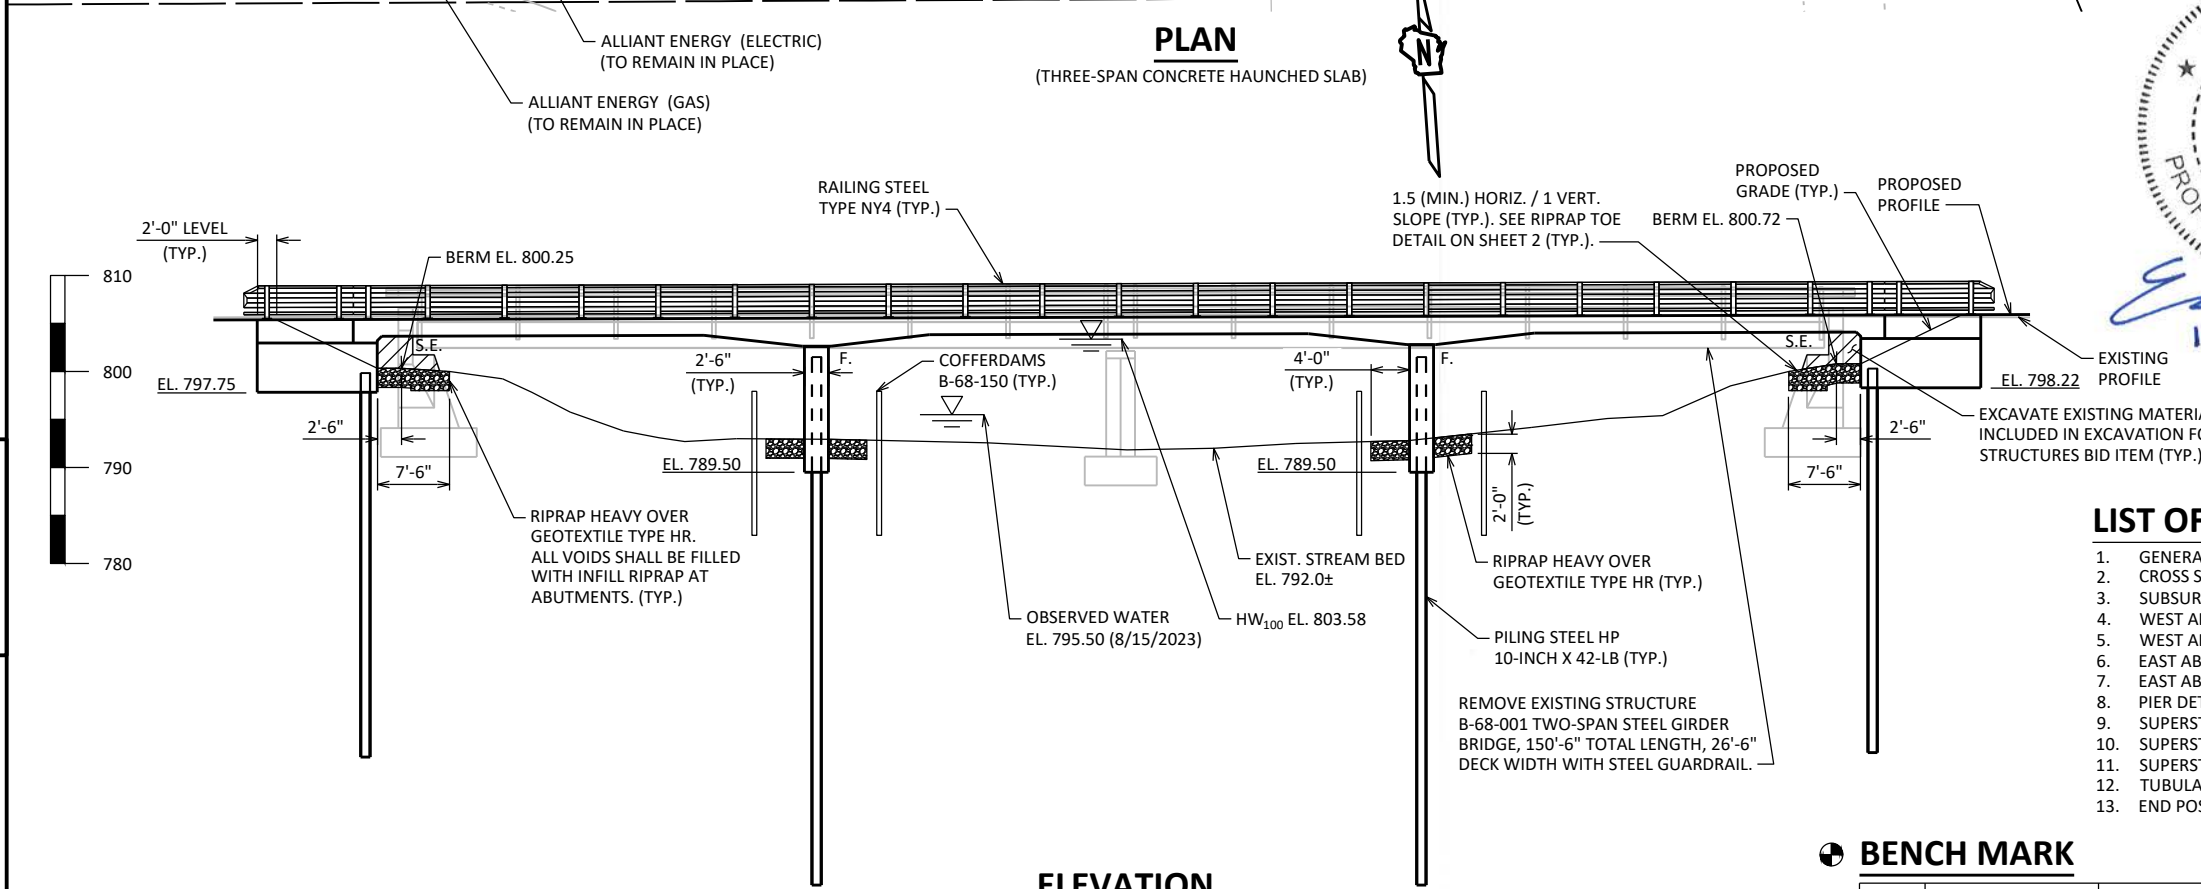 ALLIANT ENERGY (ELECTRIC)
(TO REMAIN IN PLACE)
ALLIANT ENERGY (GAS)
(TO REMAIN IN PLACE)
PLAN
(THREE-SPAN CONCRETE HAUNCHED SLAB)
N
2'-0" LEVEL
(TYP.)
BERM EL. 800.25
RAILING STEEL
TYPE NY4 (TYP.)
1.5 (MIN.) HORIZ. / 1 VERT.
SLOPE (TYP.). SEE RIPRAP TOE
DETAIL ON SHEET 2 (TYP.).
BERM EL. 800.72
PROPOSED
GRADE (TYP.)
PROPOSED
PROFILE
810
800
790
780
S.E.
EL. 797.75
2'-6"
7'-6"
2'-6"
(TYP.)
F.
COFFERDAMS
B-68-150 (TYP.)
4'-0"
(TYP.)
F.
S.E.
EXISTING
PROFILE
EL. 798.22
EXCAVATE EXISTING
INCLUDED IN EXCAVATION
STRUCTURES BID ITEM (TYP.)
2'-6"
7'-6"
EL. 789.50
EL. 789.50
2'-0"
(TYP.)
RIPRAP HEAVY OVER
GEOTEXTILE TYPE HR.
ALL VOIDS SHALL BE FILLED
WITH INFILL RIPRAP AT
ABUTMENTS. (TYP.)
EXIST. STREAM BED
EL. 792.0±
RIPRAP HEAVY OVER
GEOTEXTILE TYPE HR (TYP.)
OBSERVED WATER
EL. 795.50 (8/15/2023)
HW100 EL. 803.58
PILING STEEL HP
10-INCH X 42-LB (TYP.)
REMOVE EXISTING STRUCTURE
B-68-001 TWO-SPAN STEEL GIRDER
BRIDGE, 150'-6" TOTAL LENGTH, 26'-6"
DECK WIDTH WITH STEEL GUARDRAIL.
LIST OF
1. GENERA
2. CROSS S
3. SUBSUR
4. WEST A
5. WEST A
6. EAST AB
7. EAST AB
8. PIER DET
9. SUPERST
10. SUPERST
11. SUPERST
12. TUBULA
13. END POS
BENCH MARK
ELEVATION